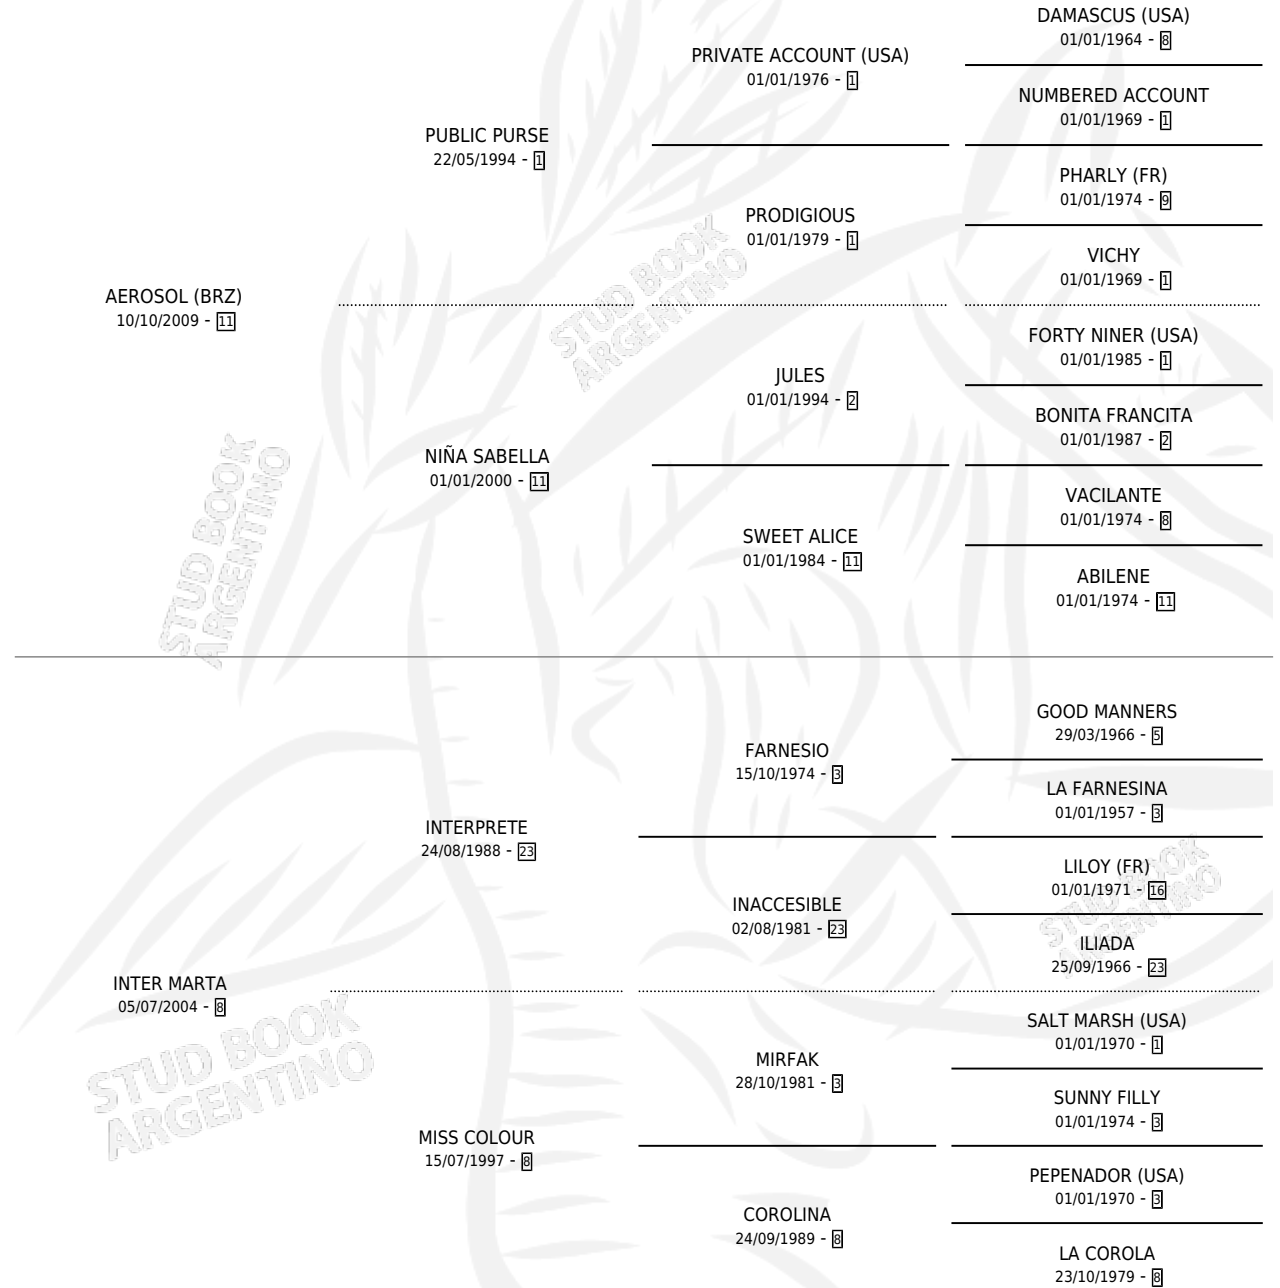 DAMASCUS (USA)
01/01/1964 - 8
PRIVATE ACCOUNT (USA)
01/01/1976 - 1
NUMBERED ACCOUNT
01/01/1969 - 1
PUBLIC PURSE
22/05/1994 - 1
PHARLY (FR)
01/01/1974 - 9
PRODIGIOUS
01/01/1979 - 1
VICHY
01/01/1969 - 1
AEROSOL (BRZ)
10/10/2009 - 11
FORTY NINER (USA)
01/01/1985 - 1
JULES
01/01/1994 - 2
BONITA FRANCITA
01/01/1987 - 2
NIÑA SABELLA
01/01/2000 - 11
VACILANTE
01/01/1974 - 8
SWEET ALICE
01/01/1984 - 11
ABILENE
01/01/1974 - 11
GOOD MANNERS
29/03/1966 - 5
FARNESIO
15/10/1974 - 3
LA FARNESINA
01/01/1957 - 3
INTERPRETE
24/08/1988 - 23
LILOY (FR)
01/01/1971 - 16
INACCESIBLE
02/08/1981 - 23
ILIADA
25/09/1966 - 23
INTER MARTA
05/07/2004 - 8
SALT MARSH (USA)
01/01/1970 - 1
MIRFAK
28/10/1981 - 3
SUNNY FILLY
01/01/1974 - 3
MISS COLOUR
15/07/1997 - 8
PEPENADOR (USA)
01/01/1970 - 3
COROLINA
24/09/1989 - 8
LA COROLA
23/10/1979 - 8
STUD BOOK
ARGENTINO
STUD BOOK
ARGENTINO
STUD BOOK
ARGENTINO
STUD BOOK
ARGENTINO